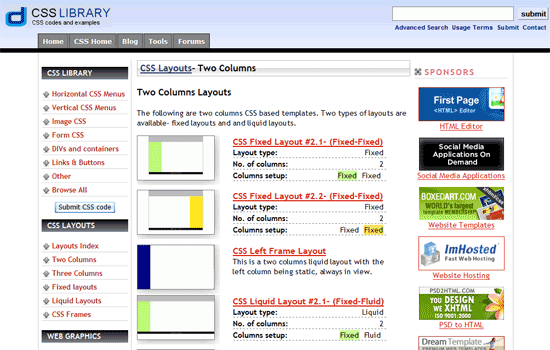 CSS LIBRARY
CSS codes and examples
submit
Advanced Search Usage Terms Submit Contact
Home CSS Home Blog Tools Forums
CSS LIBRARY
Horizontal CSS Menus
Vertical CSS Menus
Image CSS
Form CSS
DIVs and containers
Links & Buttons
Other
Browse All
Submit CSS code
CSS LAYOUTS
Layouts Index
Two Columns
Three Columns
Fixed layouts
Liquid Layouts
CSS Frames
WEB GRAPHICS
CSS Layouts- Two Columns
Two Columns Layouts
The following are two columns CSS based templates. Two types of layouts are
available- fixed layouts and and liquid layouts.
CSS Fixed Layout #2.1- (Fixed-Fixed)
Layout type: Fixed
No. of columns: 2
Columns setup: Fixed Fixed
CSS Fixed Layout #2.2- (Fixed-Fixed)
Layout type: Fixed
No. of columns: 2
Columns setup: Fixed Fixed
CSS Left Frame Layout
This is a two columns liquid layout with the
left column being static, always in view.
CSS Liquid Layout #2.1- (Fixed-Fluid)
Layout type: Liquid
No. of columns: 2
Columns setup: Fixed Fluid
SPONSORS
First Page
<HTML> Editor
HTML Editor
Social Media
Applications On
Demand
Social Media Applications
BOXEDART.COM
WORLD'S largest
template MEMBERSHIP
Website Templates
ImHosted
Fast Web Hosting
Website Hosting
PSD2HTML.COM
YOU DESIGN
WE XHTML
ISO 9001:2000
PSD to HTML
Dream Template